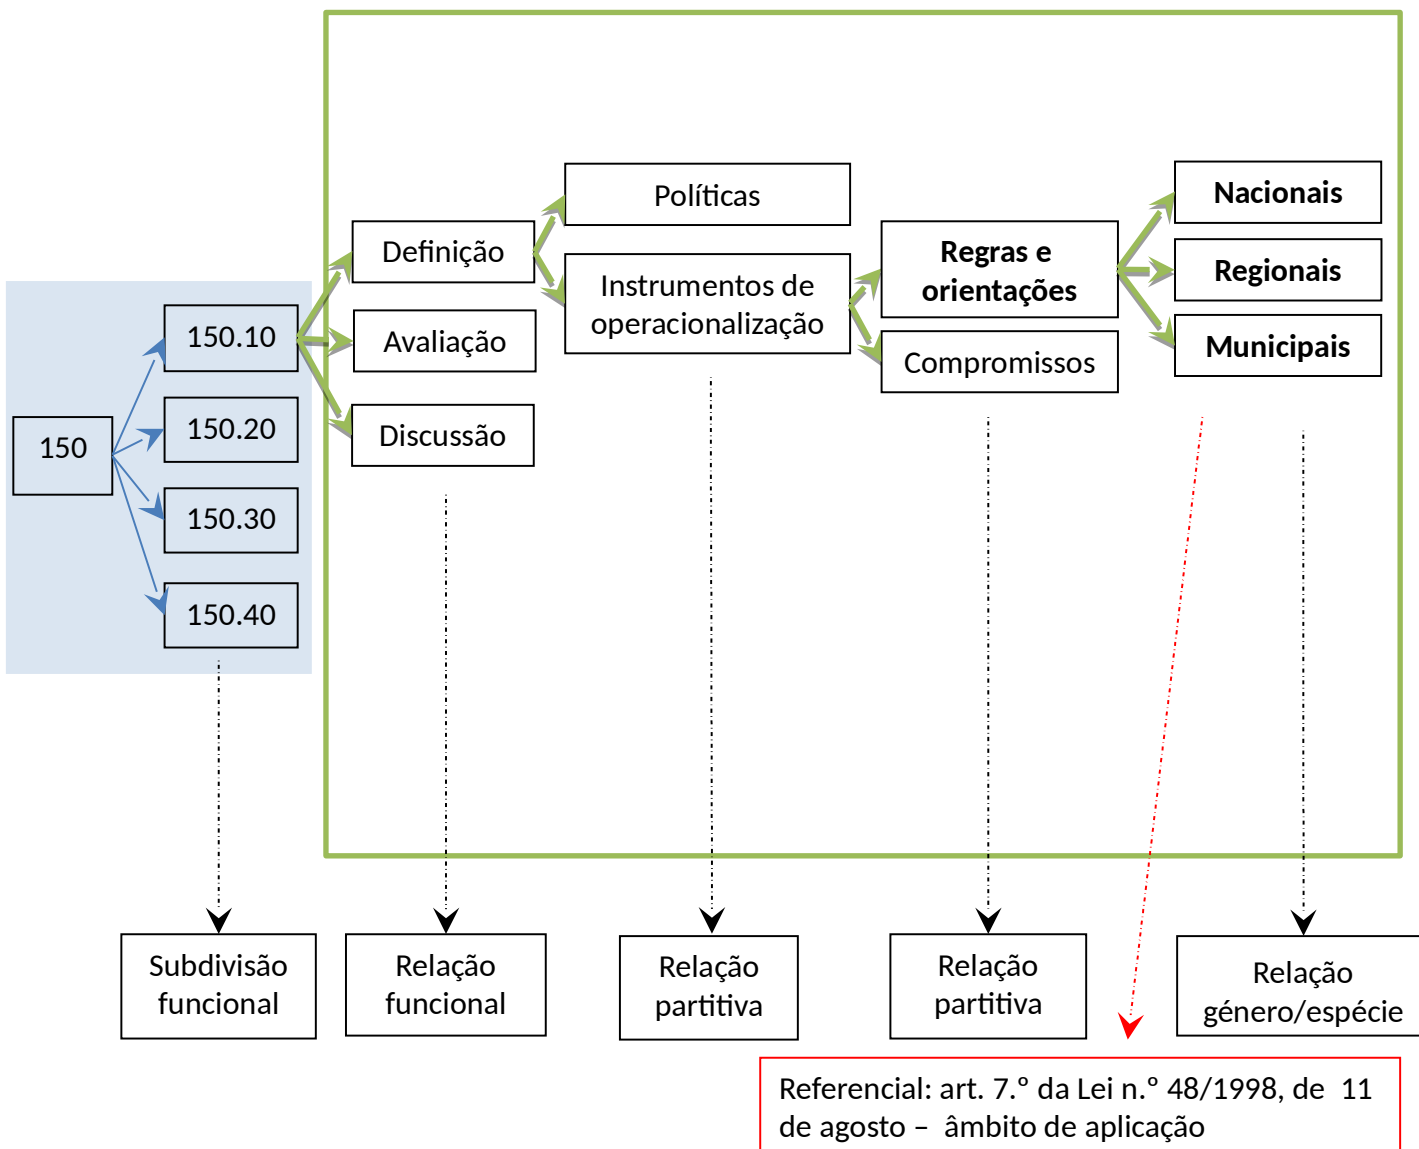 150
150.10
150.20
150.30
150.40
Definição
Avaliação
Discussão
Políticas
Instrumentos de
operacionalização
Regras e
orientações
Compromissos
Nacionais
Regionais
Municipais
Subdivisão
funcional
Relação
funcional
Relação
partitiva
Relação
partitiva
Relação
género/espécie
Referencial: art. 7.º da Lei n.º 48/1998, de 11
de agosto – âmbito de aplicação